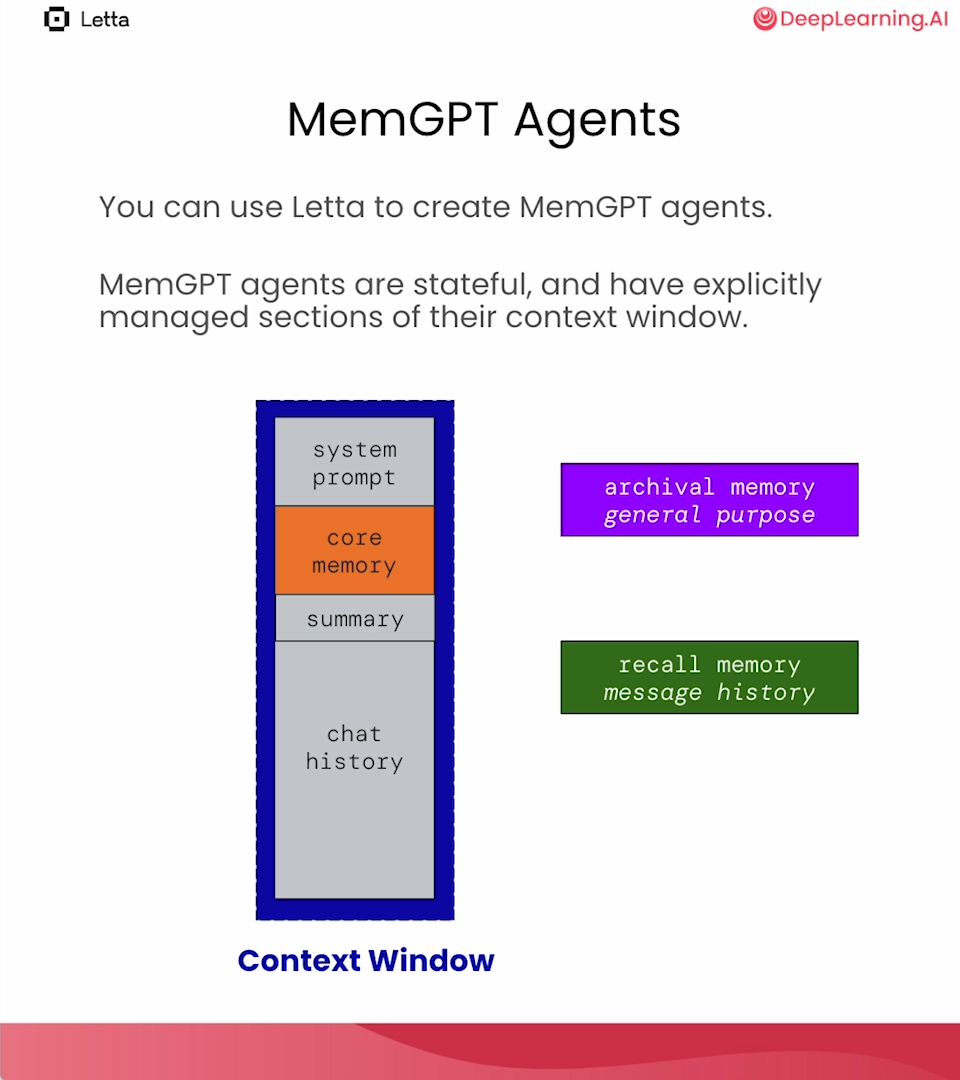 Letta
DeepLearning.AI
MemGPT Agents
You can use Letta to create MemGPT agents.
MemGPT agents are stateful, and have explicitly
managed sections of their context window.
system
prompt
core
memory
summary
chat
history
archival memory
general purpose
recall memory
message history
Context Window